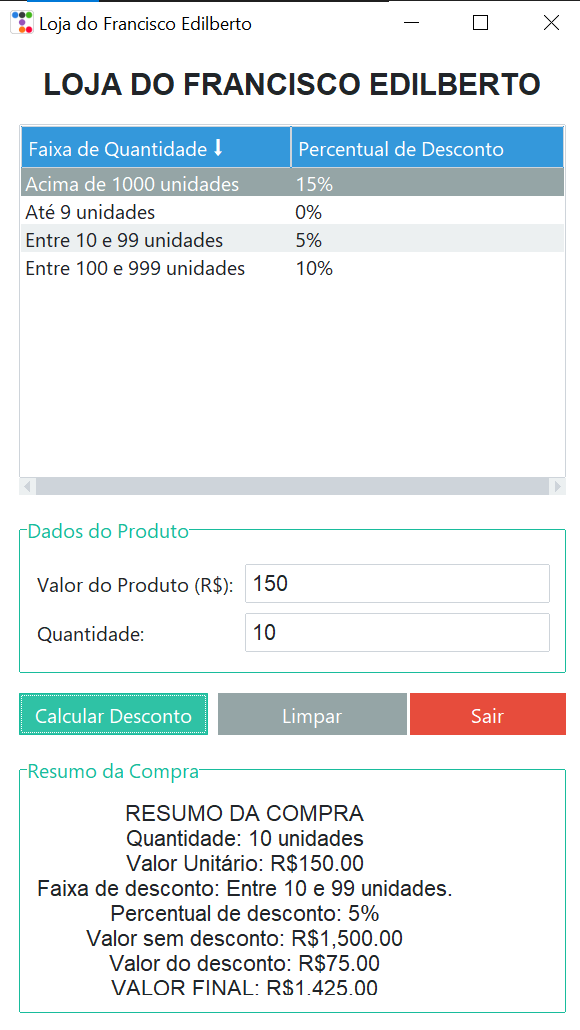 Loja do Francisco Edilberto
LOJA DO FRANCISCO EDILBERTO
Faixa de Quantidade ⬇ Percentual de Desconto
Acima de 1000 unidades 15%
Até 9 unidades 0%
Entre 10 e 99 unidades 5%
Entre 100 e 999 unidades 10%
Dados do Produto
Valor do Produto (R$): 150
Quantidade: 10
Calcular Desconto Limpar Sair
Resumo da Compra
RESUMO DA COMPRA
Quantidade: 10 unidades
Valor Unitário: R$150.00
Faixa de desconto: Entre 10 e 99 unidades.
Percentual de desconto: 5%
Valor sem desconto: R$1,500.00
Valor do desconto: R$75.00
VALOR FINAL: R$1,425.00